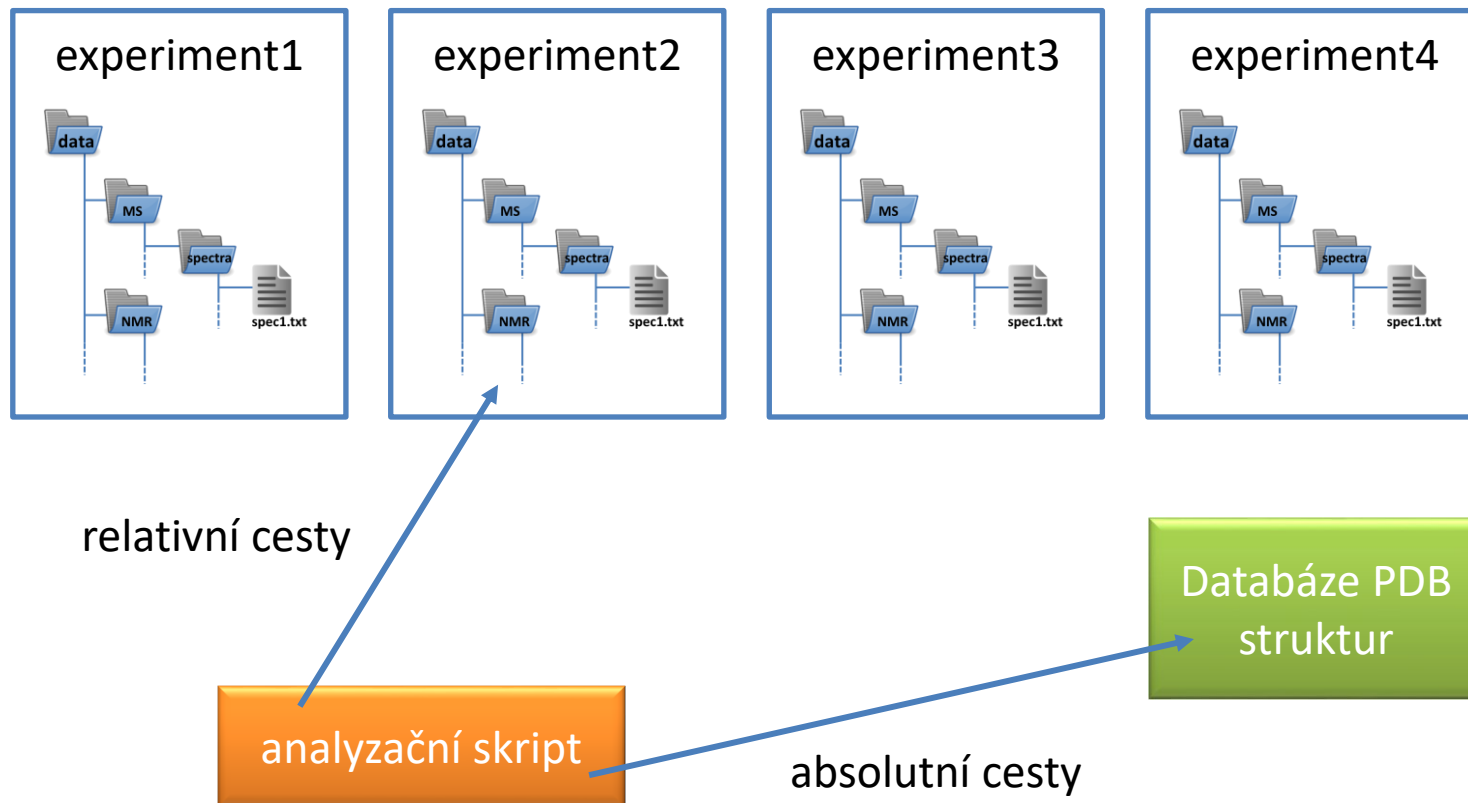 experiment1
experiment2
experiment3
experiment4
data
MS
spectra
NMR
spec1.txt
data
MS
spectra
NMR
spec1.txt
data
MS
spectra
NMR
spec1.txt
data
MS
spectra
NMR
spec1.txt
relativní cesty
Databáze PDB
struktur
analyzační skript
absolutní cesty